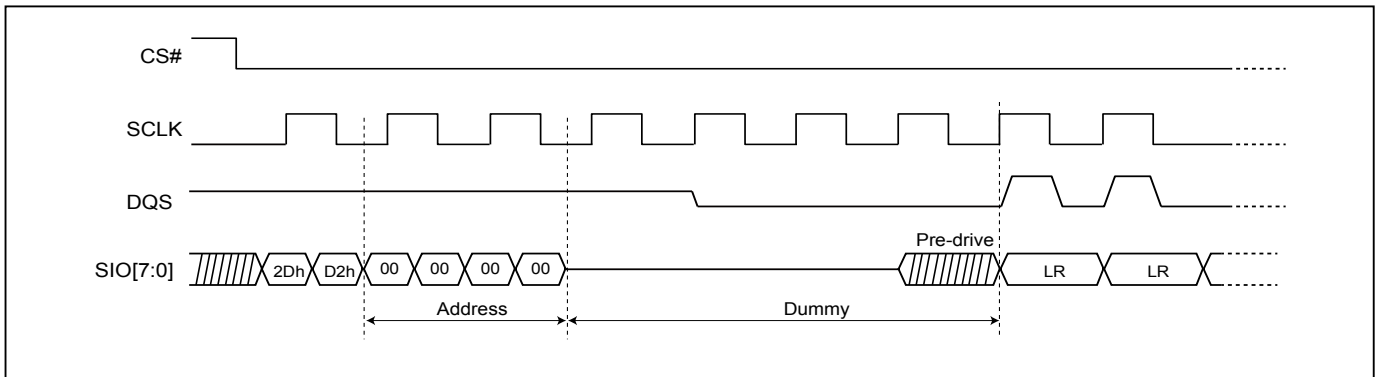 CS#
SCLK
DQS
Pre-drive
SIO[7:0] 2Dh D2h 00 00 00 00 LR LR
Address Dummy